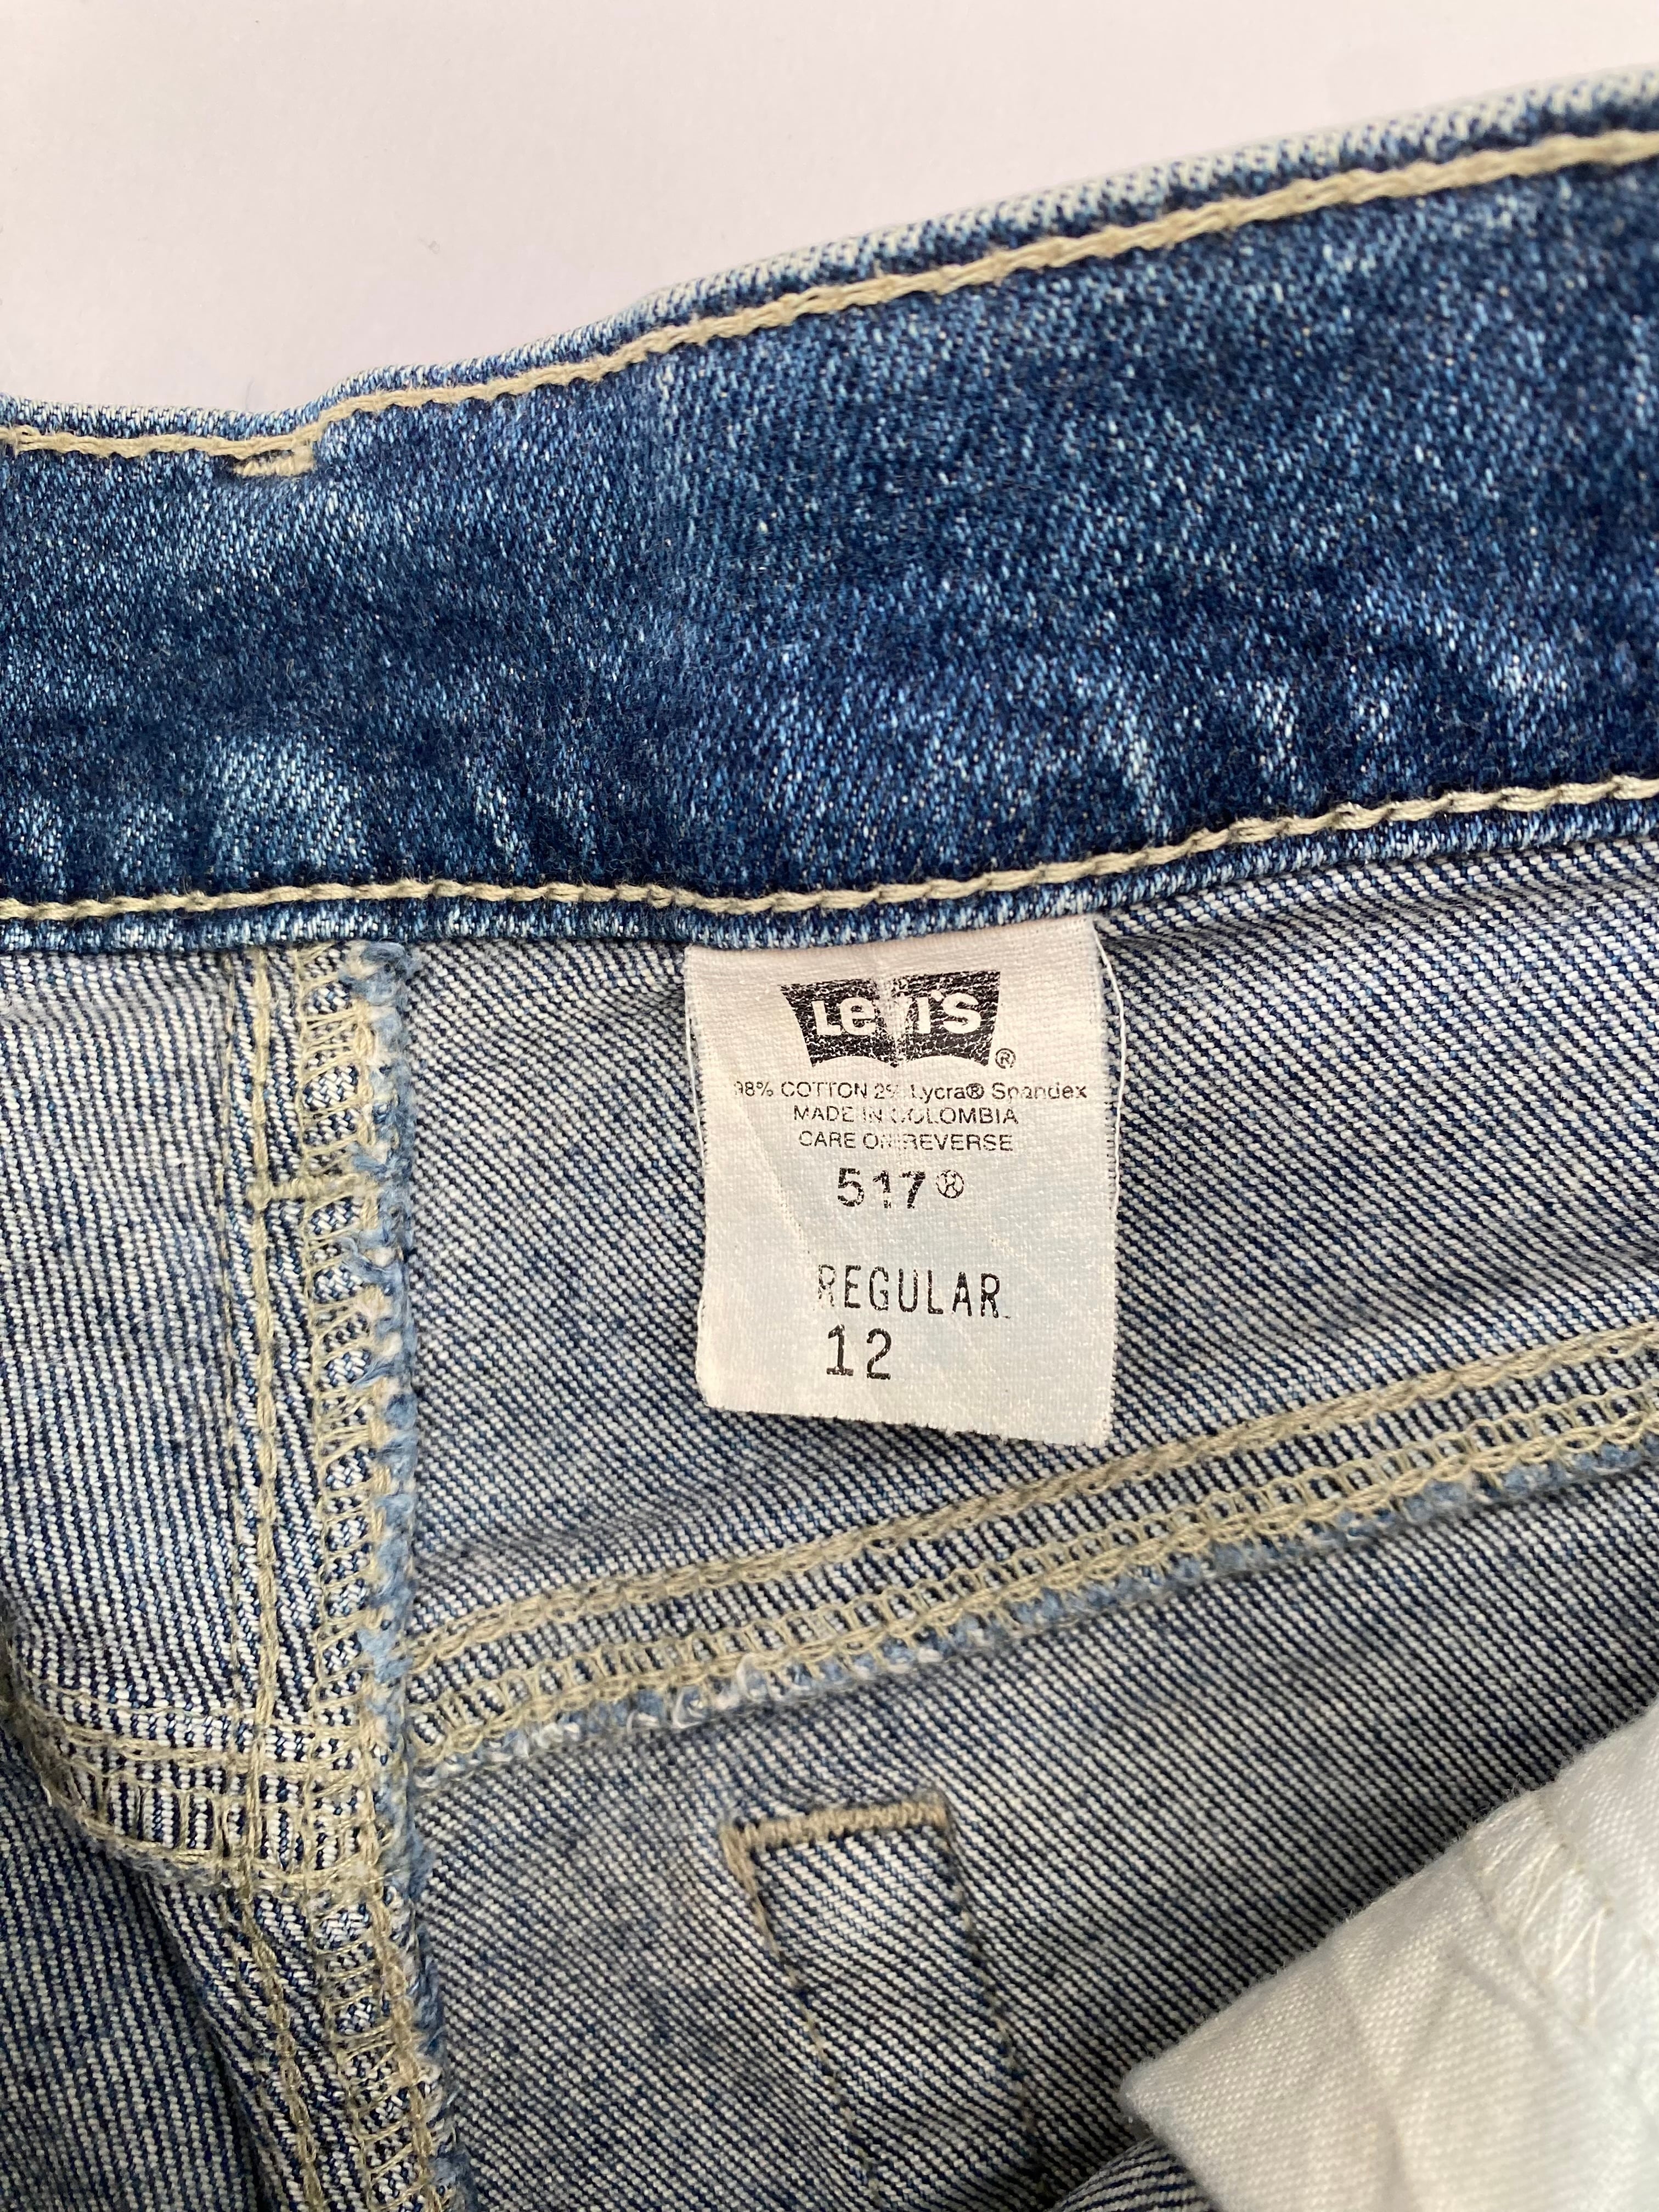 Levi's ®
98% COTTON 2% Lycra® Spandex
MADE IN COLOMBIA
CARE ON REVERSE
517®
REGULAR
12